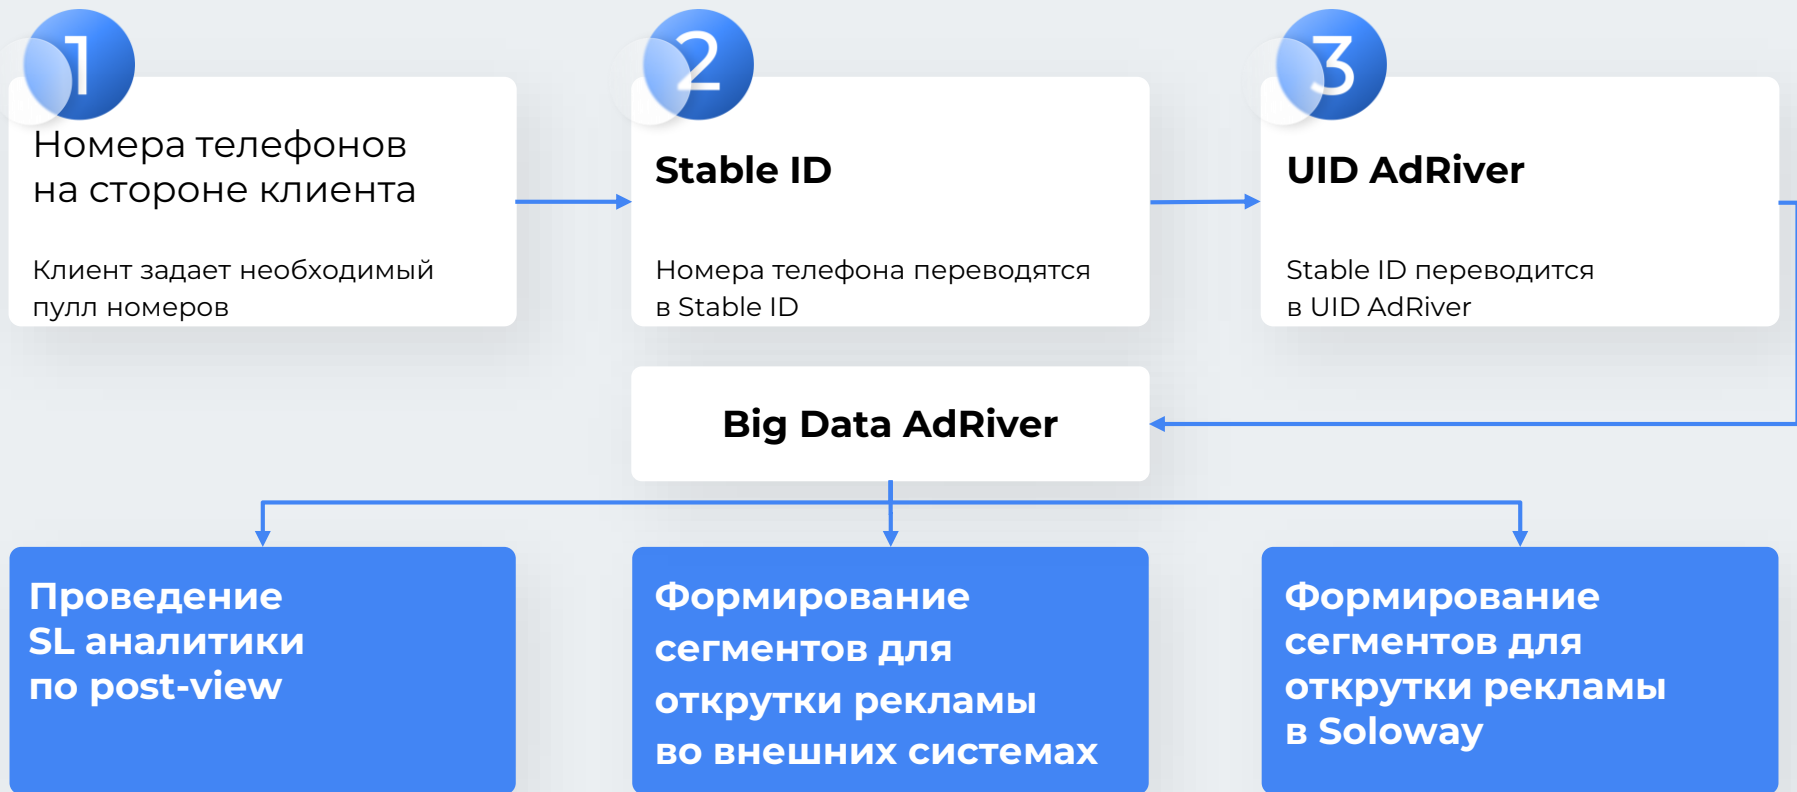 1
Номера телефонов
на стороне клиента
Клиент задает необходимый
пулл номеров
2
Stable ID
Номера телефона переводятся
в Stable ID
3
UID AdRiver
Stable ID переводится
в UID AdRiver
Big Data AdRiver
Проведение
SL аналитики
по post-view
Формирование
сегментов для
открутки рекламы
во внешних системах
Формирование
сегментов для
открутки рекламы
в Soloway